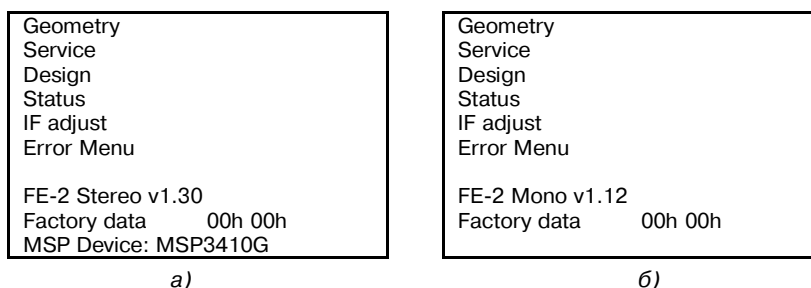 Geometry
Service
Design
Status
IF adjust
Error Menu
FE-2 Stereo v1.30
Factory data 00h 00h
MSP Device: MSP3410G
а)
Geometry
Service
Design
Status
IF adjust
Error Menu
FE-2 Mono v1.12
Factory data 00h 00h
б)